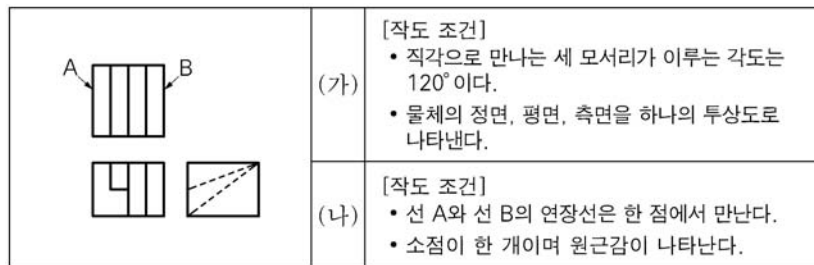 A
B
(가)
[작도 조건]
• 직각으로 만나는 세 모서리가 이루는 각도는
120°이다.
• 물체의 정면, 평면, 측면을 하나의 투상도로
나타낸다.
(나)
[작도 조건]
• 선 A와 선 B의 연장선은 한 점에서 만난다.
• 소점이 한 개이며 원근감이 나타난다.